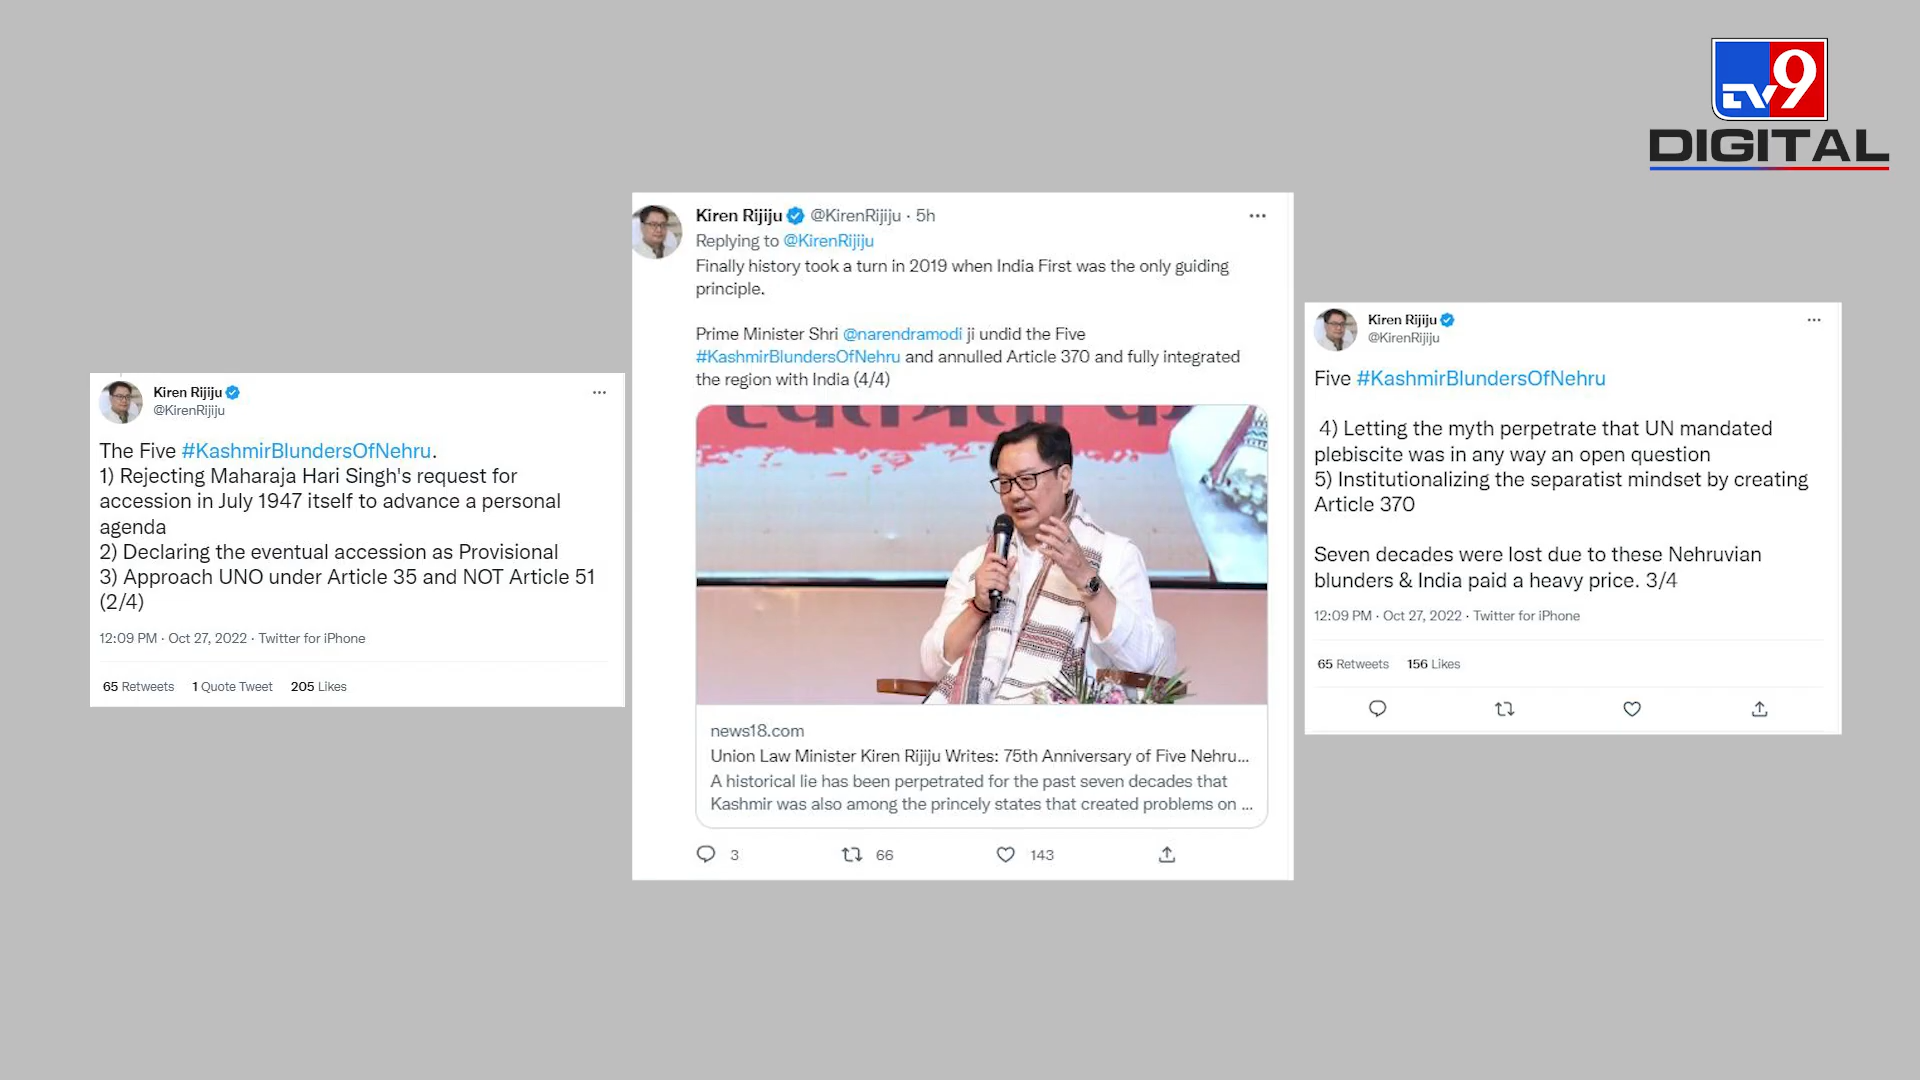 TV9
DIGITAL
Kiren Rijiju
@KirenRijiju
The Five #KashmirBlundersOfNehru.
1) Rejecting Maharaja Hari Singh's request for
accession in July 1947 itself to advance a personal
agenda
2) Declaring the eventual accession as Provisional
3) Approach UNO under Article 35 and NOT Article 51
(2/4)
12:09 PM · Oct 27, 2022 · Twitter for iPhone
65 Retweets 1 Quote Tweet 205 Likes
Kiren Rijiju @KirenRijiju · 5h
Replying to @KirenRijiju
Finally history took a turn in 2019 when India First was the only guiding
principle.
Prime Minister Shri @narendramodi ji undid the Five
#KashmirBlundersOfNehru and annulled Article 370 and fully integrated
the region with India (4/4)
news18.com
Union Law Minister Kiren Rijiju Writes: 75th Anniversary of Five Nehru...
A historical lie has been perpetrated for the past seven decades that
Kashmir was also among the princely states that created problems on ...
3 66 143
Kiren Rijiju
@KirenRijiju
Five #KashmirBlundersOfNehru
4) Letting the myth perpetrate that UN mandated
plebiscite was in any way an open question
5) Institutionalizing the separatist mindset by creating
Article 370
Seven decades were lost due to these Nehruvian
blunders & India paid a heavy price. 3/4
12:09 PM · Oct 27, 2022 · Twitter for iPhone
65 Retweets 156 Likes